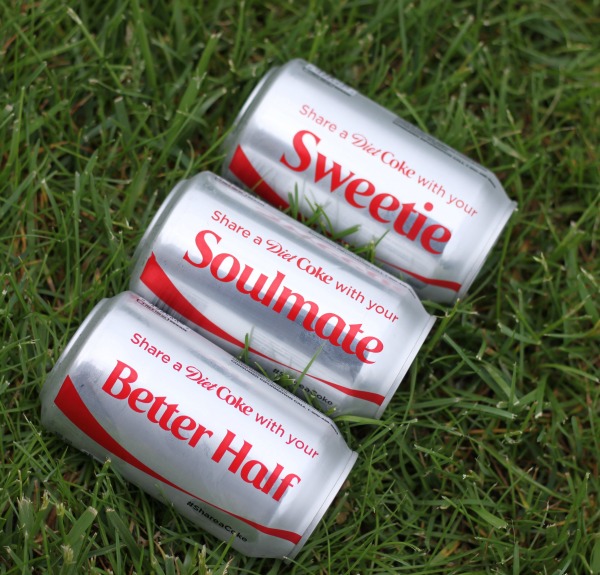 Share a Diet Coke with your
Sweetie
Share a Diet Coke with your
Soulmate
#ShareaCoke
Share a Diet Coke with your
Better Half
#ShareaCoke